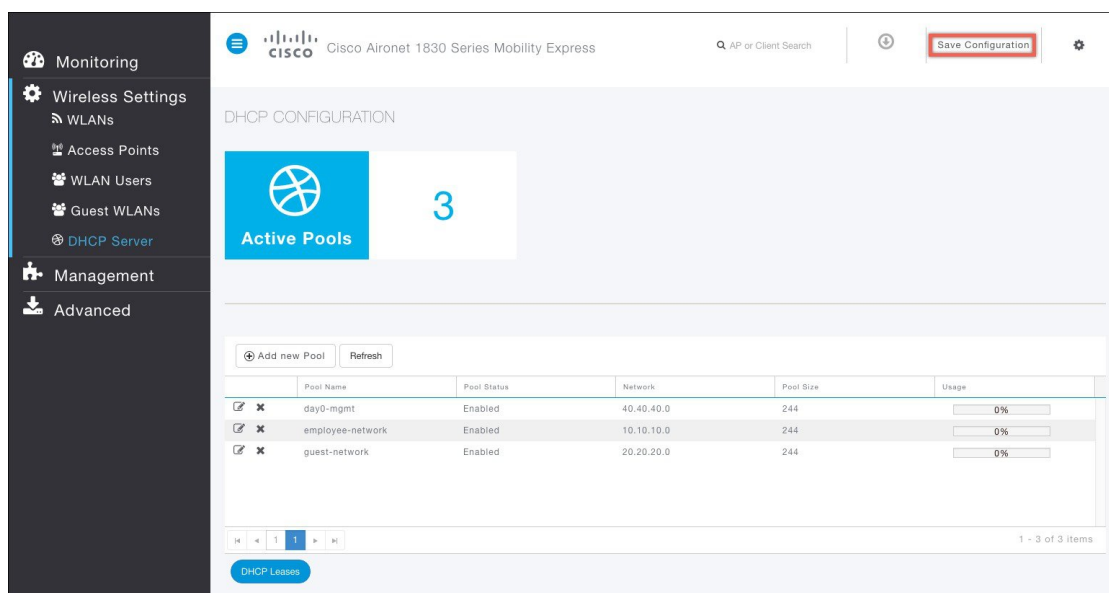 Monitoring
Wireless Settings
WLANs
Access Points
WLAN Users
Guest WLANs
DHCP Server
Management
Advanced
CISCO Cisco Aironet 1830 Series Mobility Express AP or Client Search Save Configuration
DHCP CONFIGURATION
Active Pools
3
Add new Pool Refresh
Pool Name Pool Status Network Pool Size Usage
day0-mgmt Enabled 40.40.40.0 244 0%
employee-network Enabled 10.10.10.0 244 0%
guest-network Enabled 20.20.20.0 244 0%
1 1 1 - 3 of 3 items
DHCP Leases